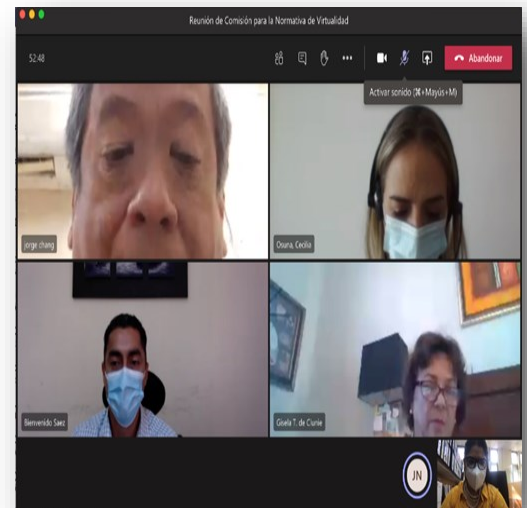 Reunión de Comisión para la Normativa de Virtualidad
52:48
Abandonar
Activar sonido (⌘+Mayús+M)
jorge chang
Osuna, Cecilia
Bienvenido Saez
Gisela T. de Clunie
JN